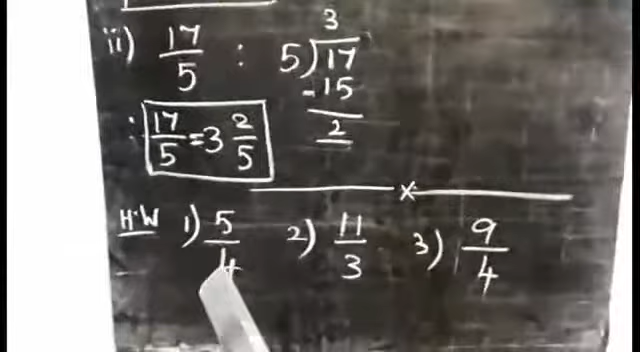 ii) 17/5 : 5)17
3
-15
2
∴ 17/5 = 3 2/5
x
H.W 1) 5/4 2) 11/3 3) 9/4